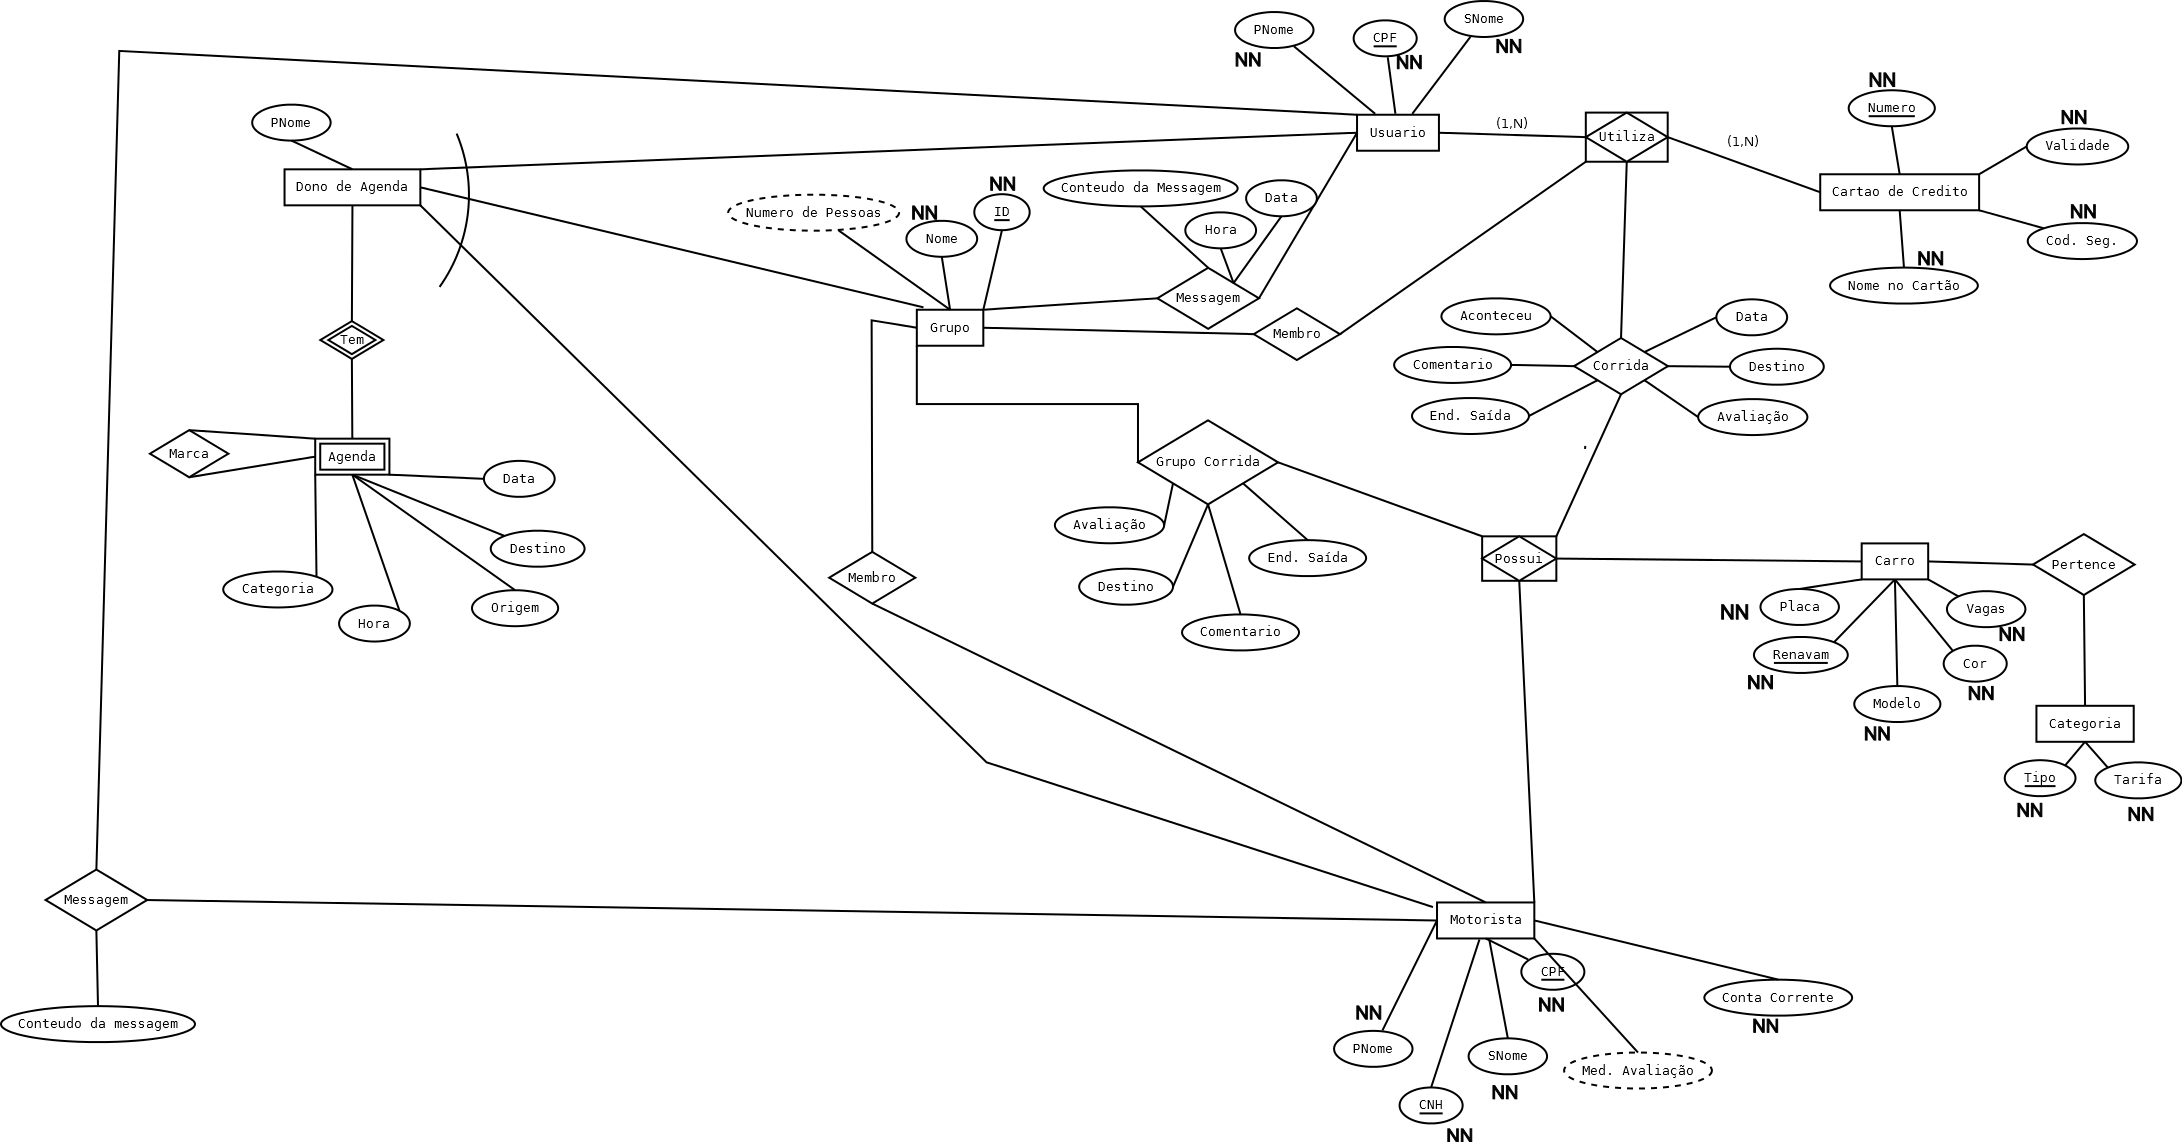 SNome
PNome
CPF
NN
NN
NN
NN
Numero
NN
PNome
(1,N)
Usuario
Utiliza
(1,N)
Validade
Dono de Agenda
NN
Conteudo da Messagem
Data
Cartao de Credito
Numero de Pessoas
NN
ID
NN
Nome
Hora
Cod. Seg.
NN
Nome no Cartão
Messagem
Grupo
Membro
Aconteceu
Data
Tem
Comentario
Corrida
Destino
End. Saída
Avaliação
Marca
Agenda
Grupo Corrida
.
Data
Avaliação
Destino
End. Saída
Possui
Carro
Pertence
Categoria
Membro
Destino
Placa
Vagas
NN
Origem
Hora
Comentario
NN
Renavam
Cor
NN
NN
Modelo
NN
Categoria
Tipo
Tarifa
NN
NN
Messagem
Motorista
CPF
Conta Corrente
NN
NN
NN
Conteudo da messagem
PNome
SNome
Med. Avaliação
NN
CNH
NN